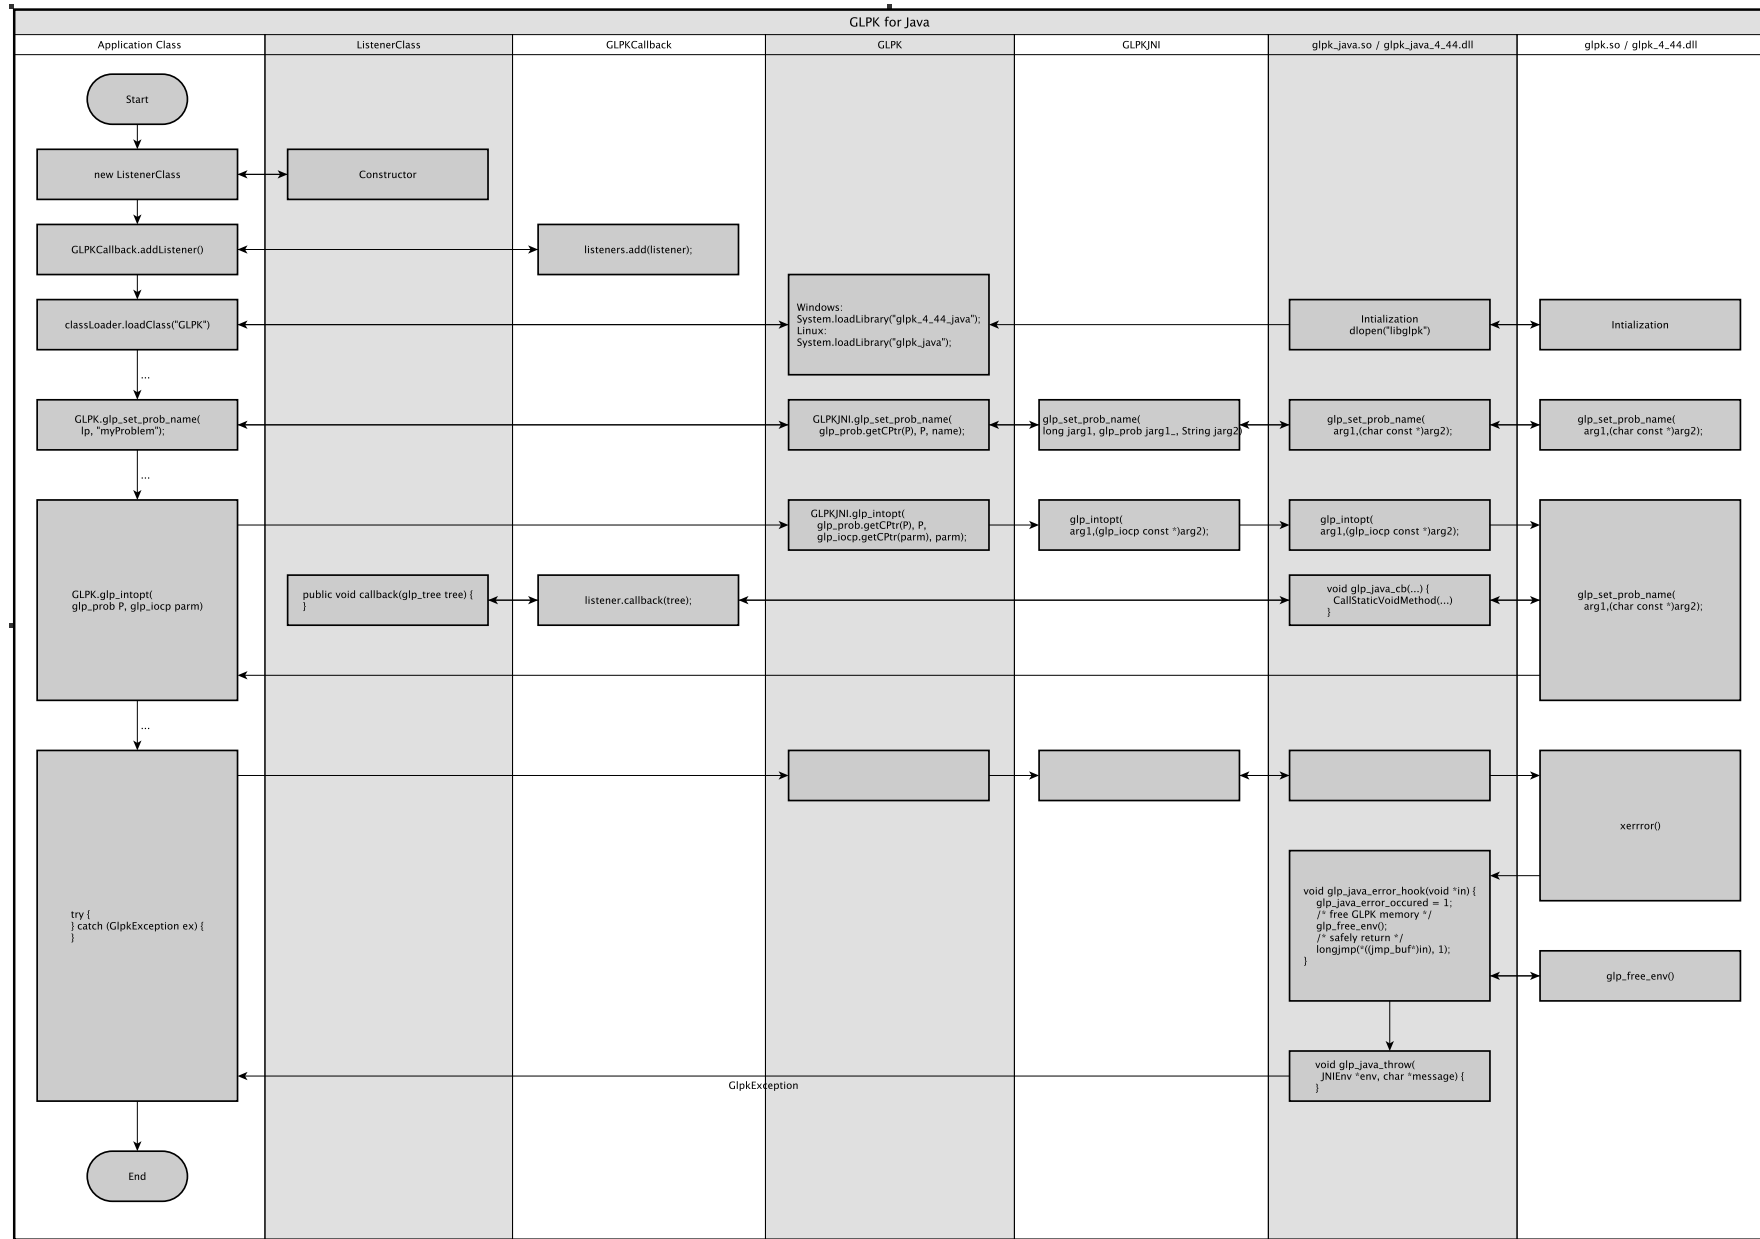 GLPK for Java
Application Class
ListenerClass
GLPKCallback
GLPK
GLPKJNI
glpk_java.so / glpk_java_4_44.dll
glpk.so / glpk_4_44.dll
Start
new ListenerClass
Constructor
GLPKCallback.addListener()
listeners.add(listener);
classLoader.loadClass("GLPK")
Windows:
System.loadLibrary("glpk_4_44_java");
Linux:
System.loadLibrary("glpk_java");
Intialization
dlopen("libglpk")
Intialization
...
GLPK.glp_set_prob_name(
lp, "myProblem");
GLPKJNI.glp_set_prob_name(
glp_prob.getCPtr(P), P, name);
glp_set_prob_name(
long jarg1, glp_prob jarg1_, String jarg2)
glp_set_prob_name(
arg1,(char const *)arg2);
glp_set_prob_name(
arg1,(char const *)arg2);
...
GLPK.glp_intopt(
glp_prob P, glp_iocp parm)
GLPKJNI.glp_intopt(
glp_prob.getCPtr(P), P,
glp_iocp.getCPtr(parm), parm);
glp_intopt(
arg1,(glp_iocp const *)arg2);
glp_intopt(
arg1,(glp_iocp const *)arg2);
public void callback(glp_tree tree) {
}
listener.callback(tree);
void glp_java_cb(...) {
CallStaticVoidMethod(...)
}
glp_set_prob_name(
arg1,(char const *)arg2);
...
try {
} catch (GlpkException ex) {
}
xerrror()
void glp_java_error_hook(void *in) {
glp_java_error_occured = 1;
/* free GLPK memory */
glp_free_env();
/* safely return */
longjmp(*((jmp_buf*)in), 1);
}
glp_free_env()
void glp_java_throw(
JNIEnv *env, char *message) {
}
GlpkException
End